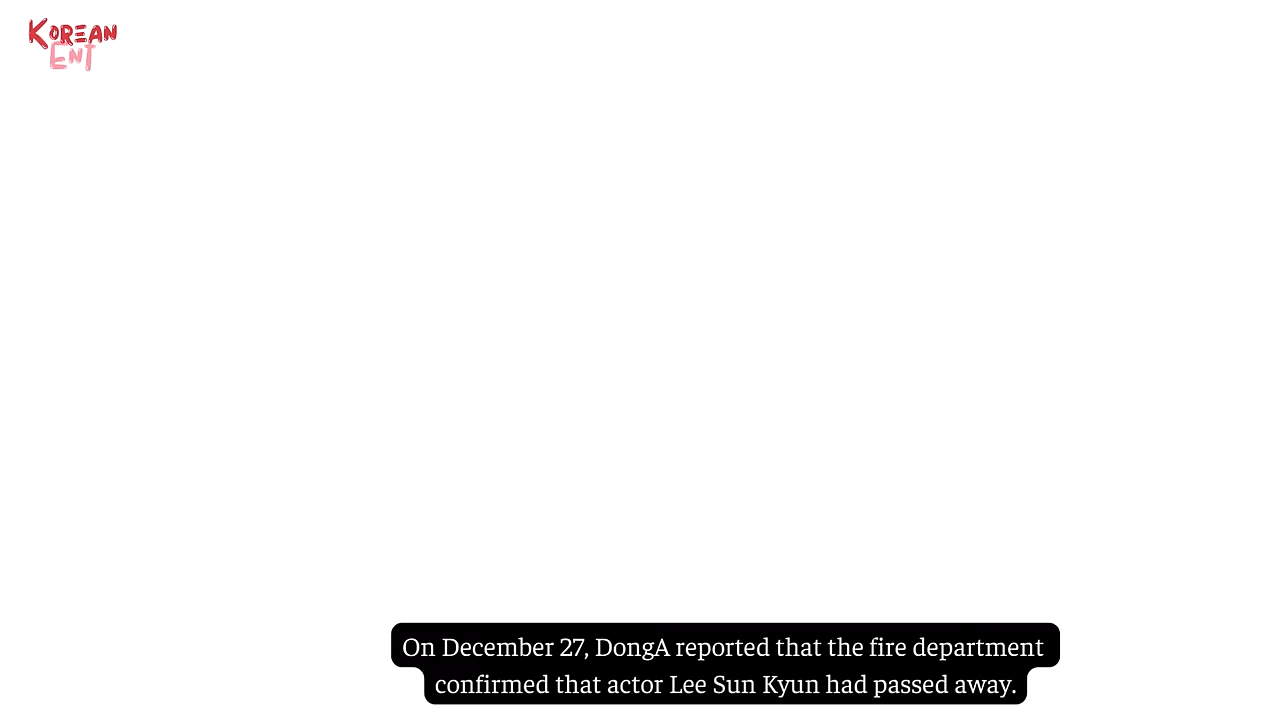 KOREAN
ENT
On December 27, DongA reported that the fire department
confirmed that actor Lee Sun Kyun had passed away.